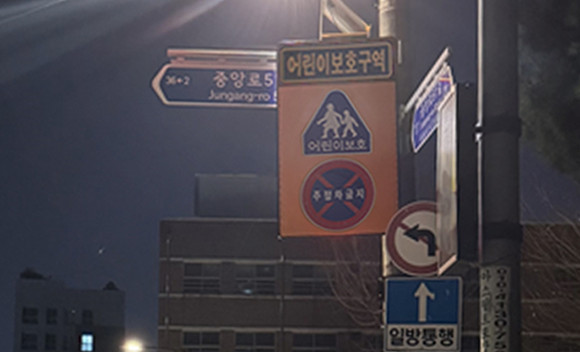 어린이보호구역
36→2 중앙로5
Jungang-ro 5
어린이보호
주정차금지
일방통행